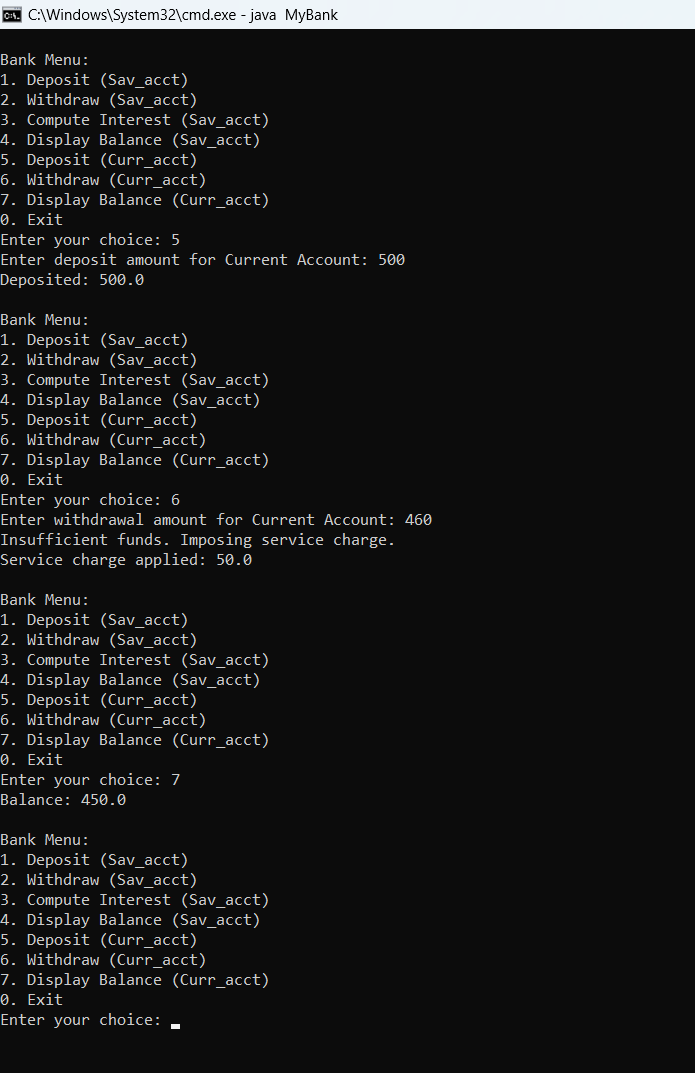 C:\Windows\System32\cmd.exe - java  MyBank
Bank Menu:
1. Deposit (Sav_acct)
2. Withdraw (Sav_acct)
3. Compute Interest (Sav_acct)
4. Display Balance (Sav_acct)
5. Deposit (Curr_acct)
6. Withdraw (Curr_acct)
7. Display Balance (Curr_acct)
0. Exit
Enter your choice: 5
Enter deposit amount for Current Account: 500
Deposited: 500.0
Bank Menu:
1. Deposit (Sav_acct)
2. Withdraw (Sav_acct)
3. Compute Interest (Sav_acct)
4. Display Balance (Sav_acct)
5. Deposit (Curr_acct)
6. Withdraw (Curr_acct)
7. Display Balance (Curr_acct)
0. Exit
Enter your choice: 6
Enter withdrawal amount for Current Account: 460
Insufficient funds. Imposing service charge.
Service charge applied: 50.0
Bank Menu:
1. Deposit (Sav_acct)
2. Withdraw (Sav_acct)
3. Compute Interest (Sav_acct)
4. Display Balance (Sav_acct)
5. Deposit (Curr_acct)
6. Withdraw (Curr_acct)
7. Display Balance (Curr_acct)
0. Exit
Enter your choice: 7
Balance: 450.0
Bank Menu:
1. Deposit (Sav_acct)
2. Withdraw (Sav_acct)
3. Compute Interest (Sav_acct)
4. Display Balance (Sav_acct)
5. Deposit (Curr_acct)
6. Withdraw (Curr_acct)
7. Display Balance (Curr_acct)
0. Exit
Enter your choice: